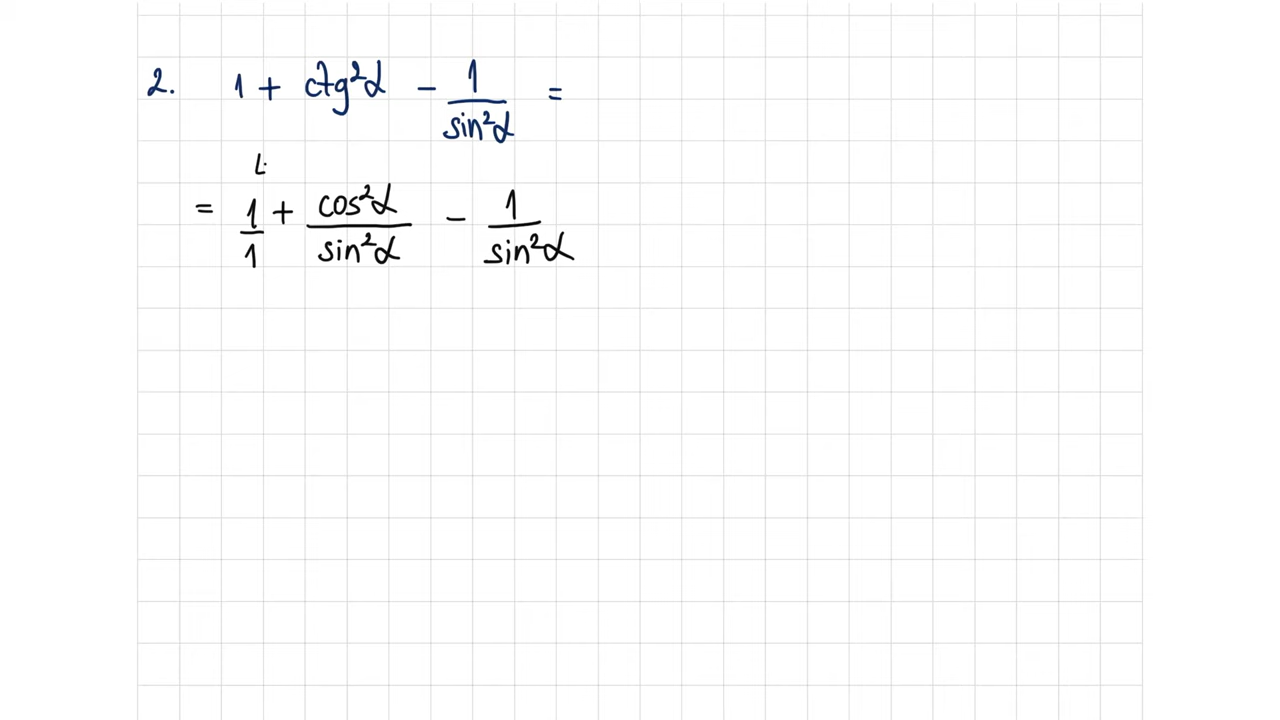 2. 1 + ctg²α - 1/sin²α =
= 1/1 + cos²α/sin²α - 1/sin²α